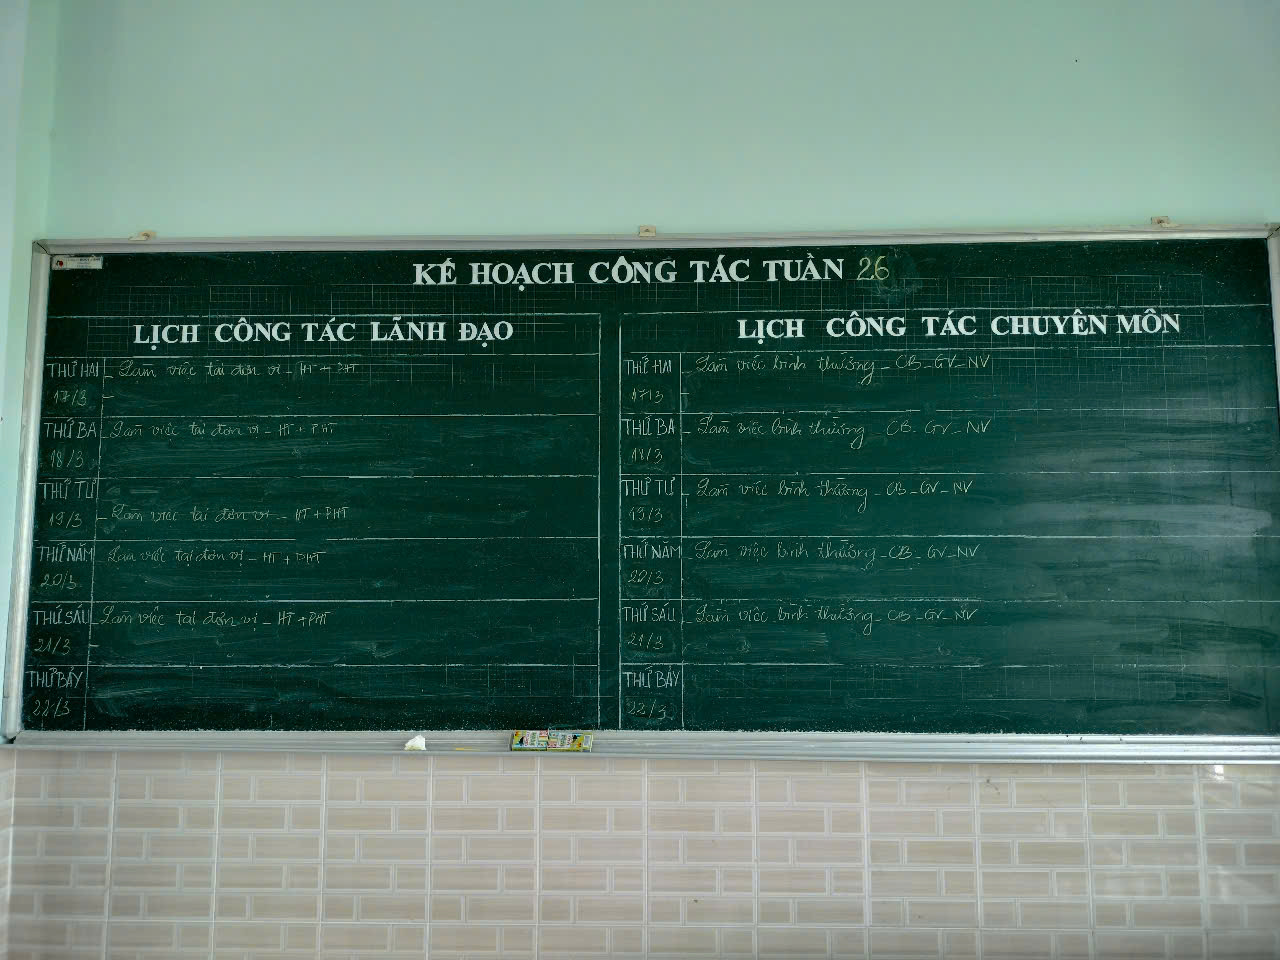 KẾ HOẠCH CÔNG TÁC TUẦN 26
LỊCH CÔNG TÁC LÃNH ĐẠO
THỨ HAI - Làm việc tại đơn vị - HT + PHT
17/3 -
THỨ BA - Làm việc tại đơn vị - HT + PHT
18/3
THỨ TƯ
19/3 - Làm việc tại đơn vị - HT + PHT
THỨ NĂM Làm việc tại đơn vị - HT + PHT
20/3
THỨ SÁU - Làm việc tại đơn vị - HT + PHT
21/3 -
THỨ BẢY
22/3
LỊCH CÔNG TÁC CHUYÊN MÔN
THỨ HAI - Làm việc bình thường - CB - GV - NV
17/3 -
THỨ BA - Làm việc bình thường - CB - GV - NV
18/3
THỨ TƯ - Làm việc bình thường - CB - GV - NV
19/3
THỨ NĂM - Làm việc bình thường - CB - GV - NV
20/3
THỨ SÁU - Làm việc bình thường - CB - GV - NV
21/3
THỨ BẢY
22/3